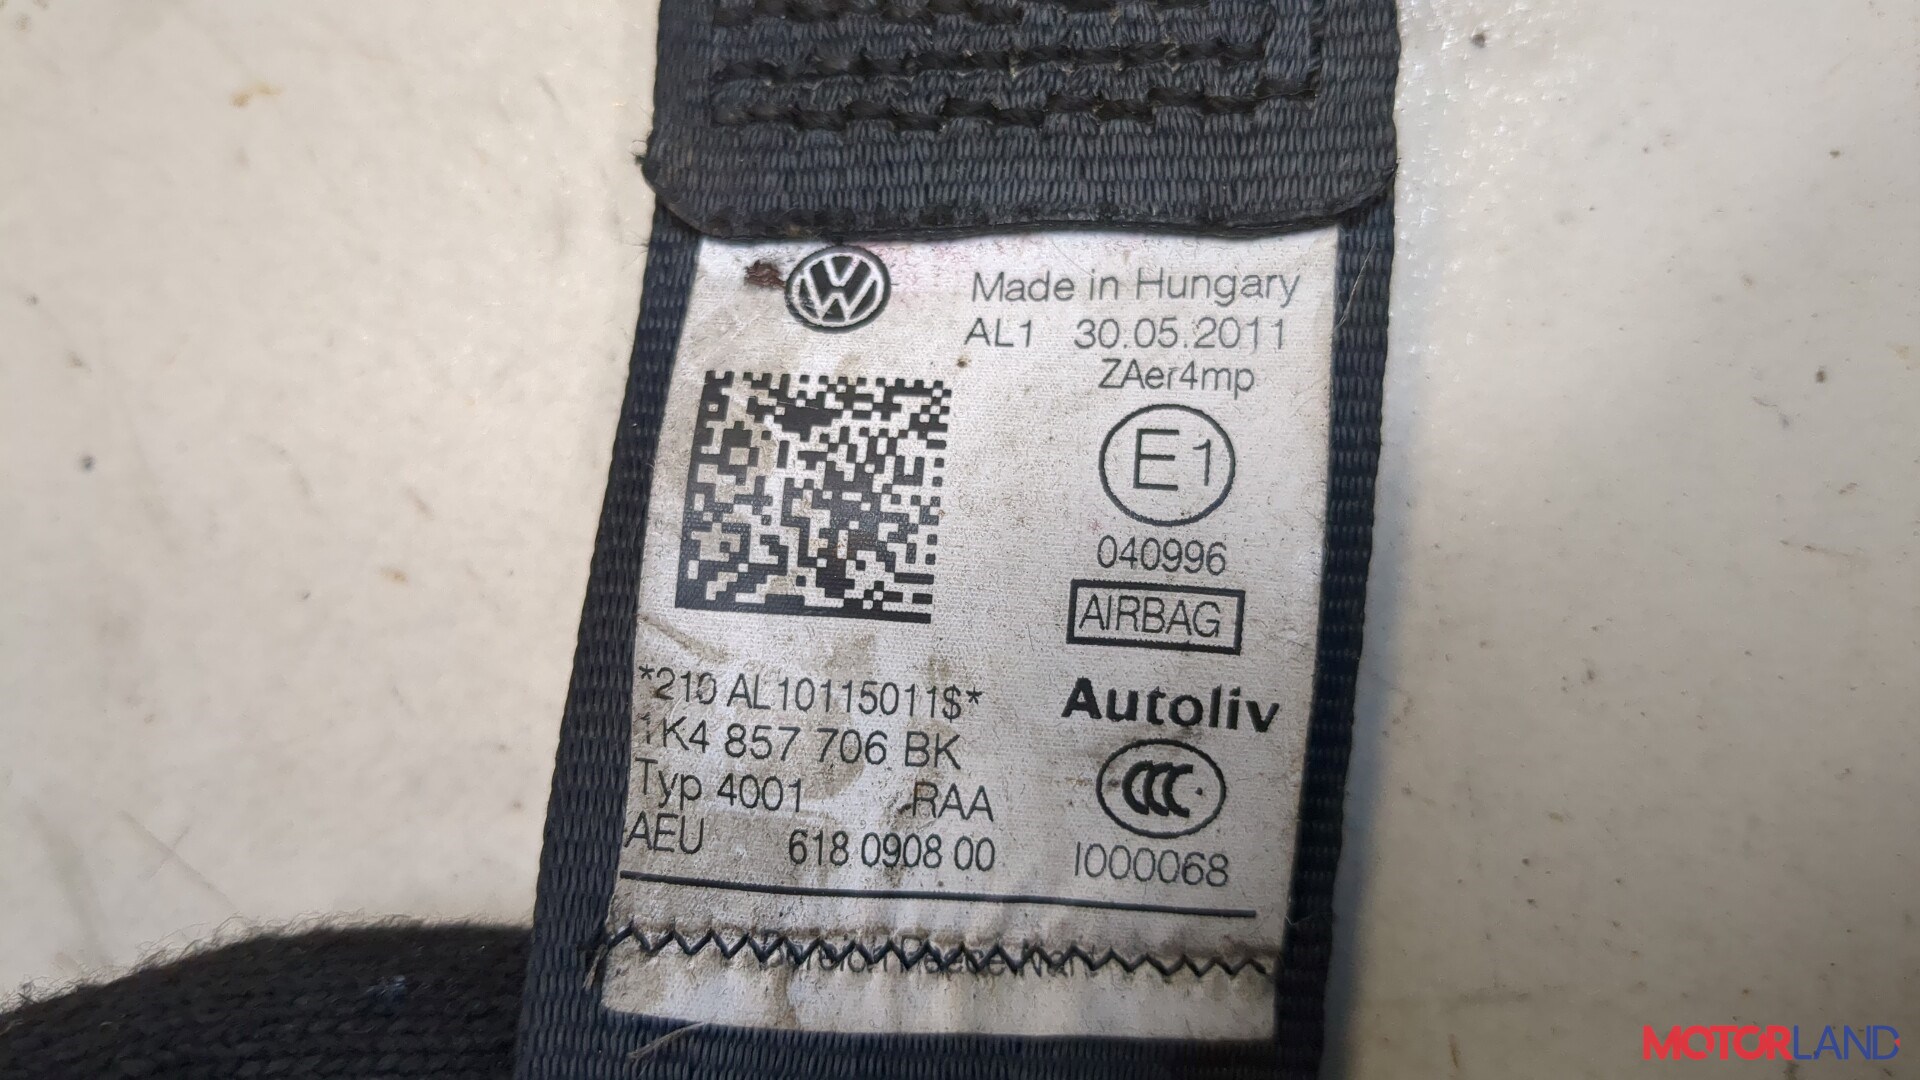 Made in Hungary
AL1 30.05.2011
ZAer4mp
E1
040996
AIRBAG
*210 AL10115011$*
1K4 857 706 BK
Typ 4001 RAA
AEU 618 0908 00
Autoliv
CCC
I000068
MOTORLAND